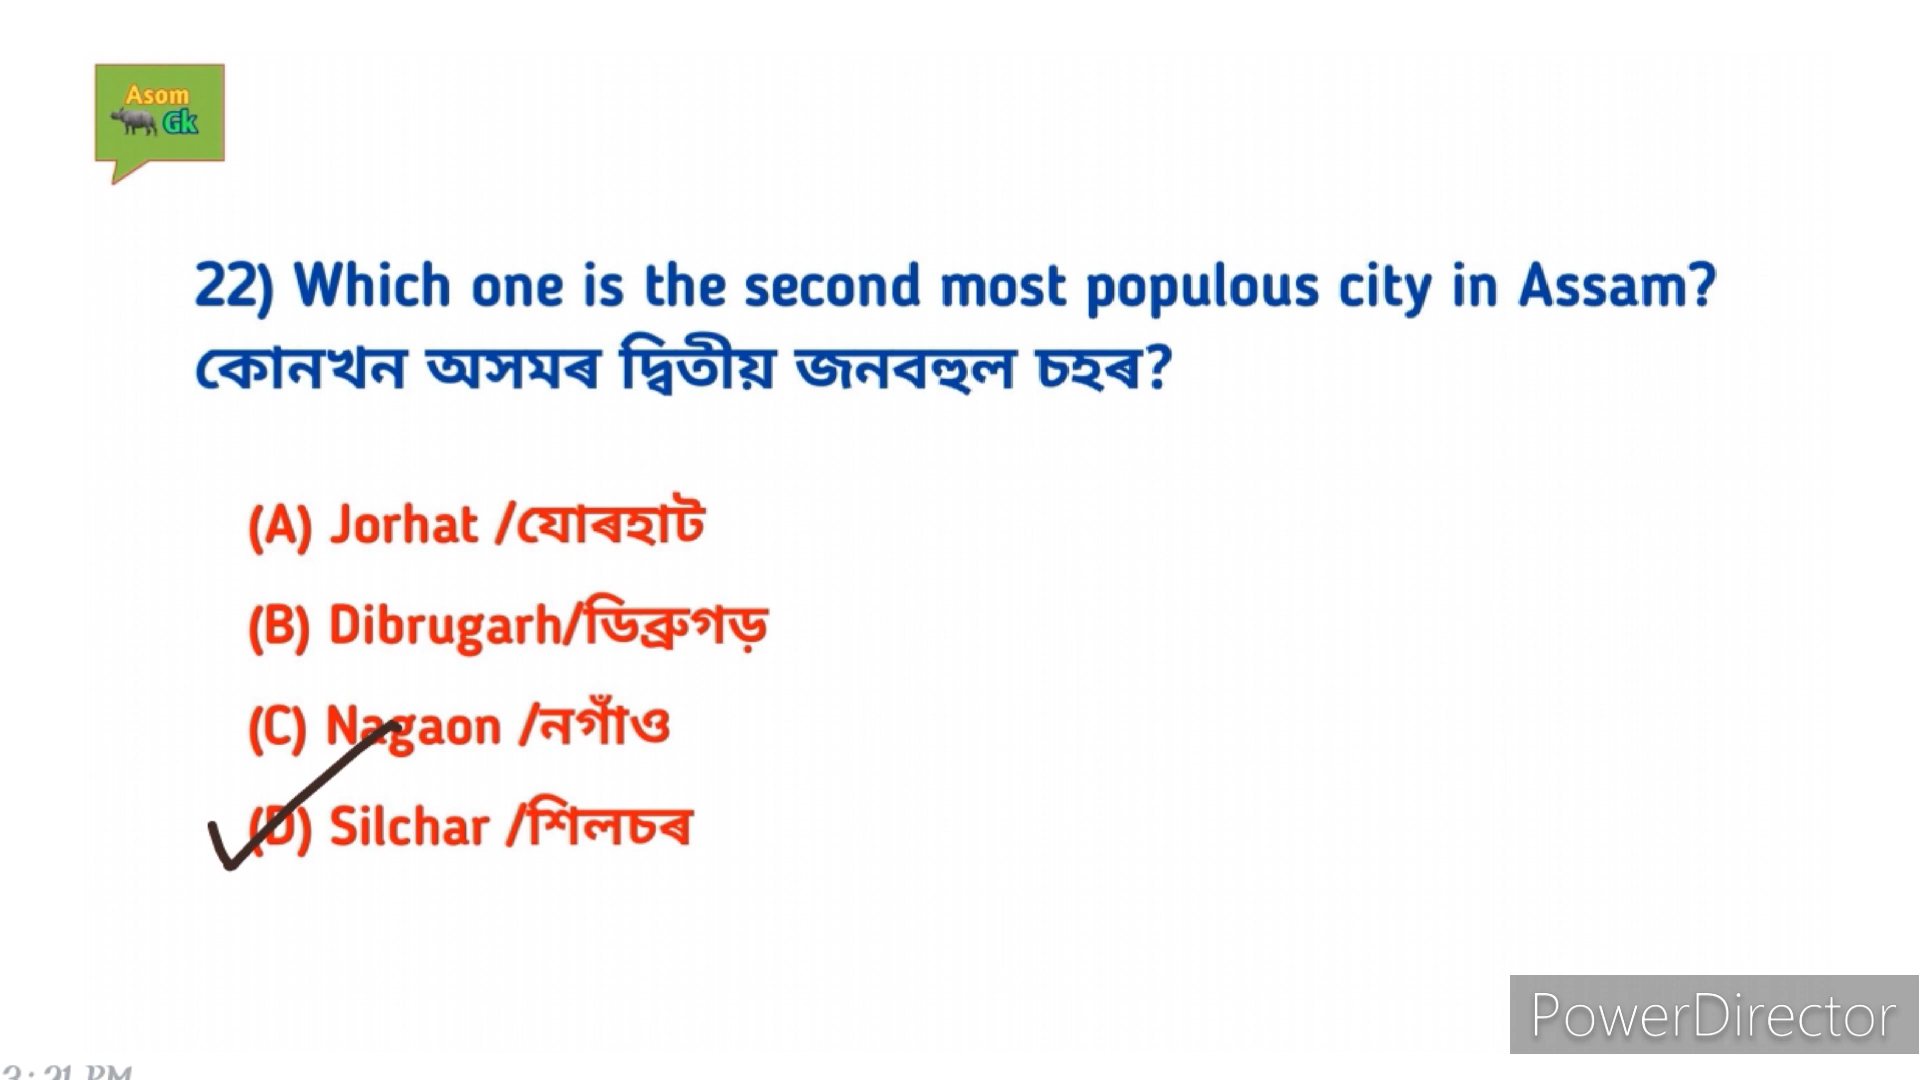 Asom
Gk
22) Which one is the second most populous city in Assam?
কোনখন অসমৰ দ্বিতীয় জনবহুল চহৰ?
(A) Jorhat /যোৰহাট
(B) Dibrugarh/ডিব্ৰুগড়
(C) Nagaon /নগাঁও
(D) Silchar /শিলচৰ
PowerDirector